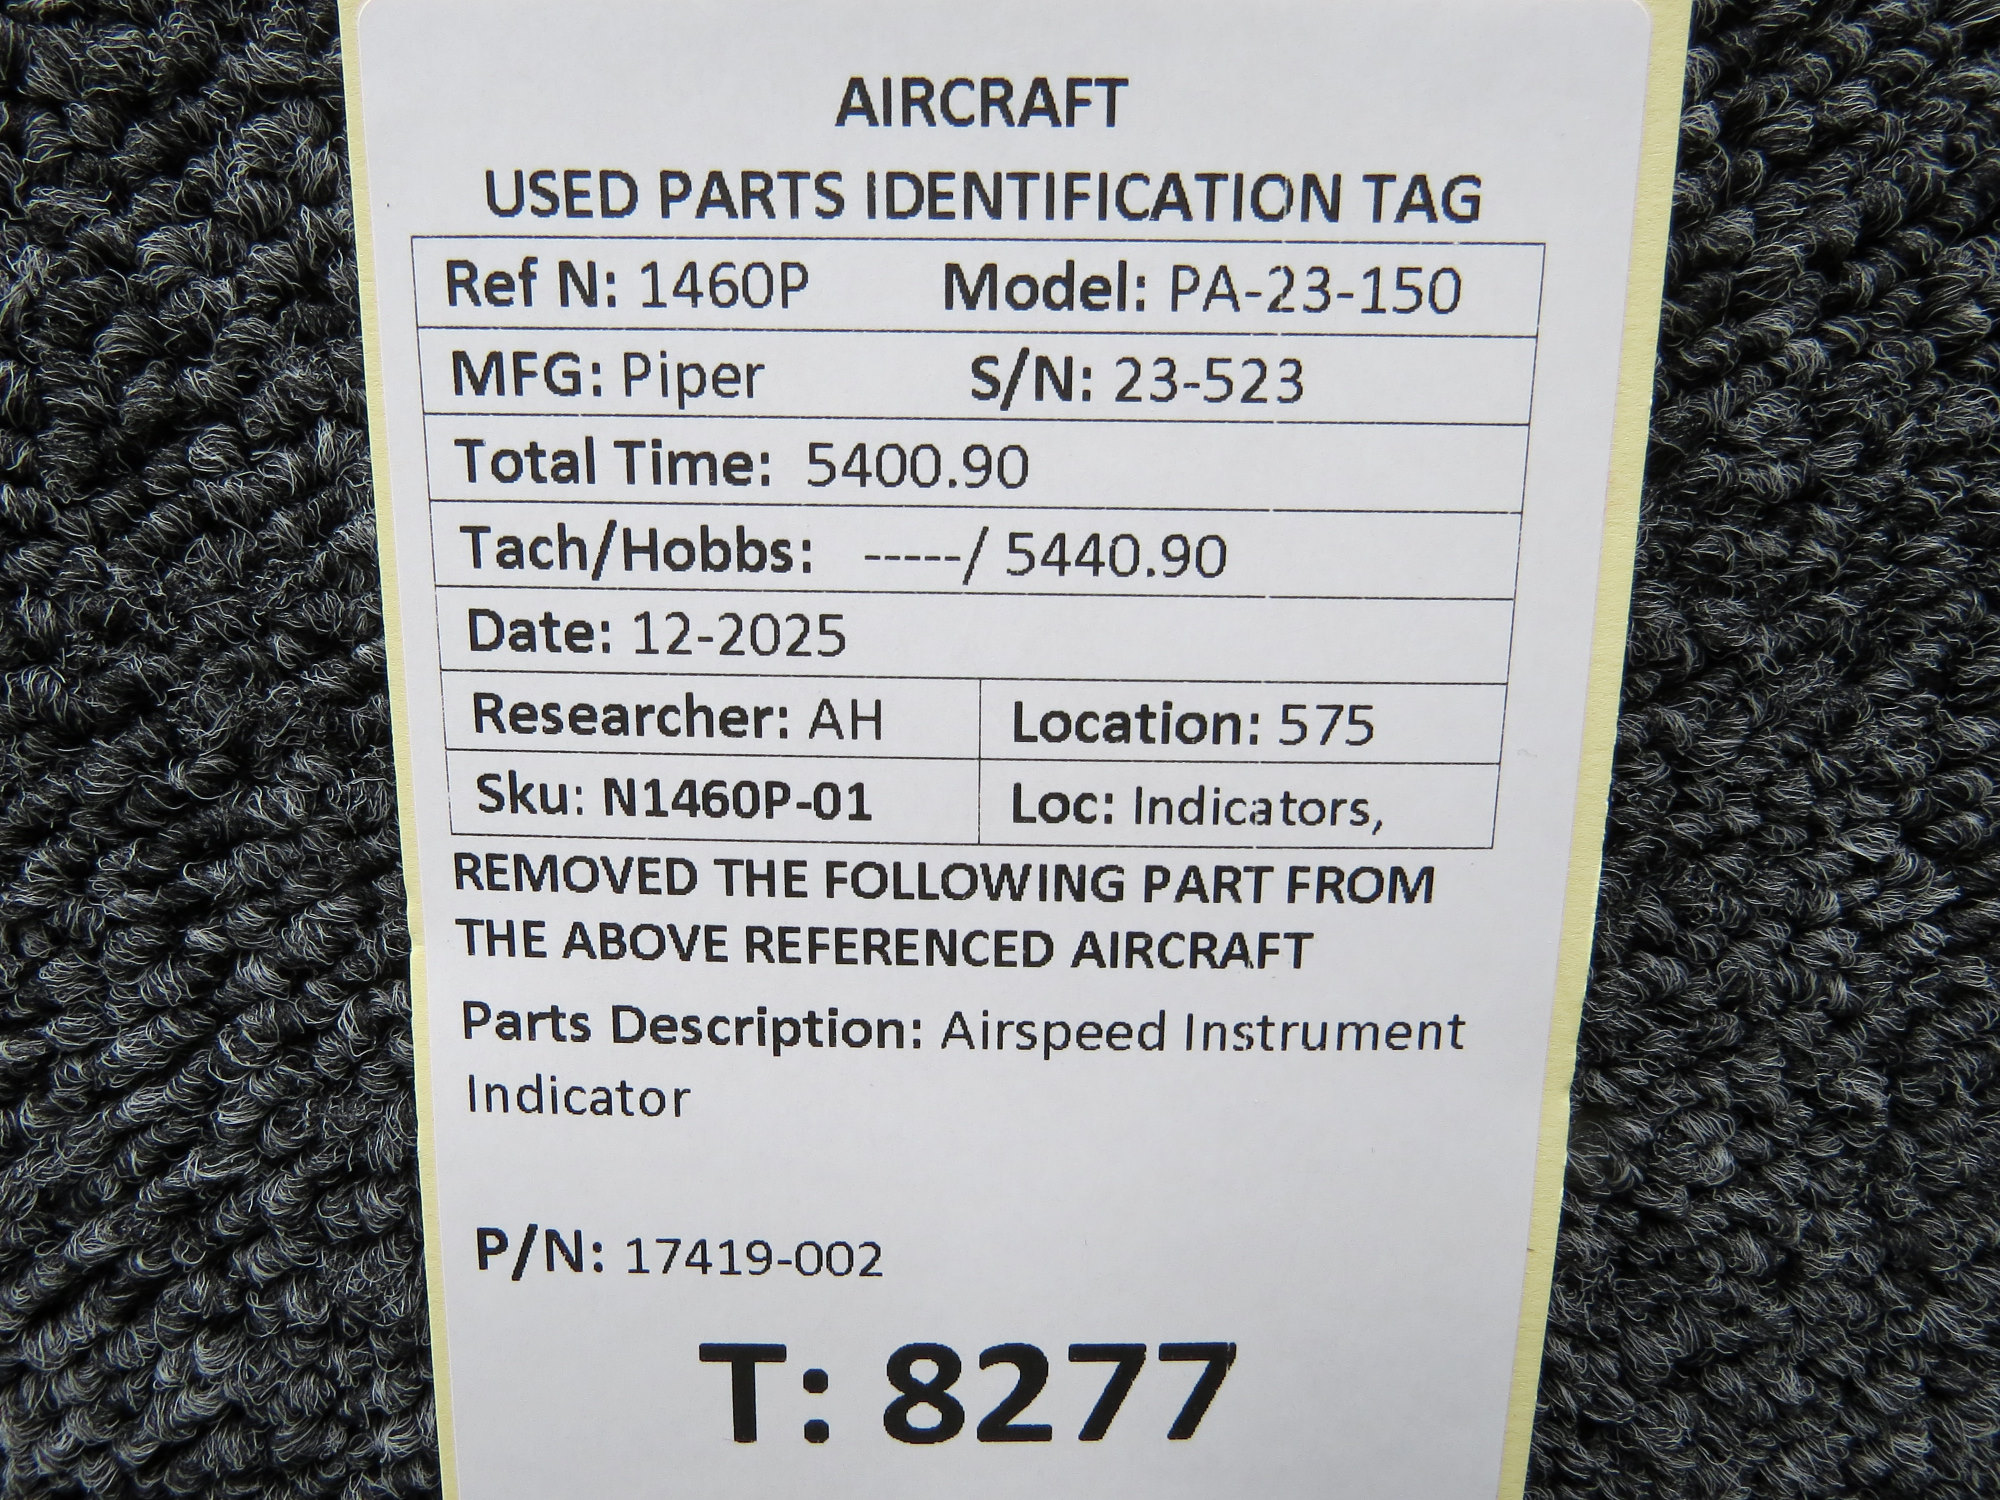 AIRCRAFT
USED PARTS IDENTIFICATION TAG
Ref N: 1460P Model: PA-23-150
MFG: Piper S/N: 23-523
Total Time: 5400.90
Tach/Hobbs: -----/ 5440.90
Date: 12-2025
Researcher: AH Location: 575
Sku: N1460P-01 Loc: Indicators,
REMOVED THE FOLLOWING PART FROM
THE ABOVE REFERENCED AIRCRAFT
Parts Description: Airspeed Instrument
Indicator
P/N: 17419-002
T: 8277